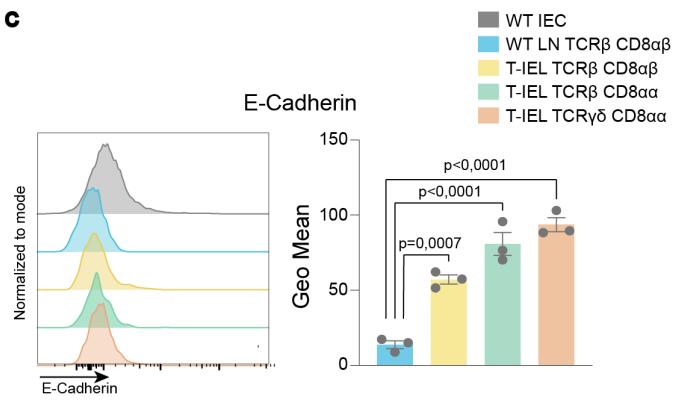 c
WT IEC
WT LN TCRβ CD8αβ
T-IEL TCRβ CD8αβ
T-IEL TCRβ CD8αα
T-IEL TCRγδ CD8αα
E-Cadherin
Normalized to mode
E-Cadherin
Geo Mean
150
100
50
0
p<0,0001
p<0,0001
p=0,0007